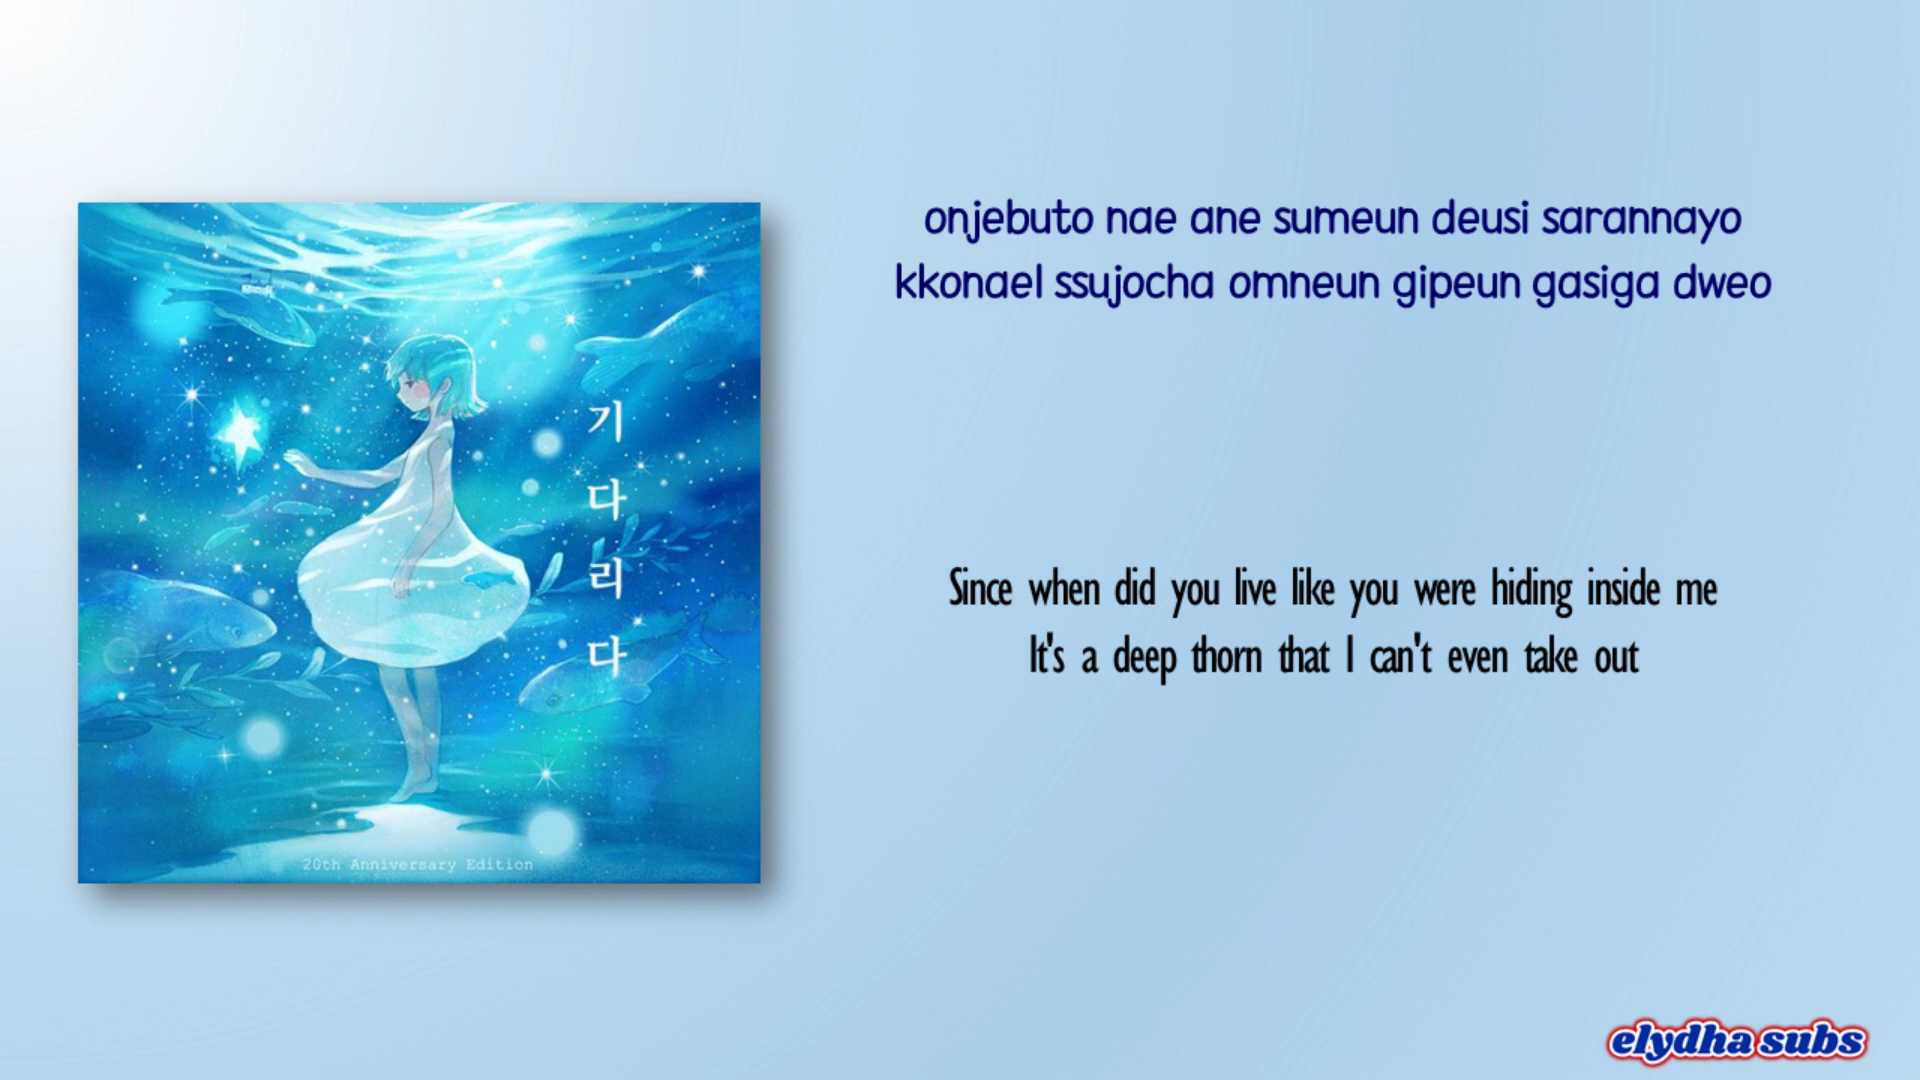 기다리다
20th Anniversary Edition
onjebuto nae ane sumeun deusi sarannayo
kkonael ssujocha omneun gipeun gasiga dweo
Since when did you live like you were hiding inside me
It's a deep thorn that I can't even take out
elydha subs